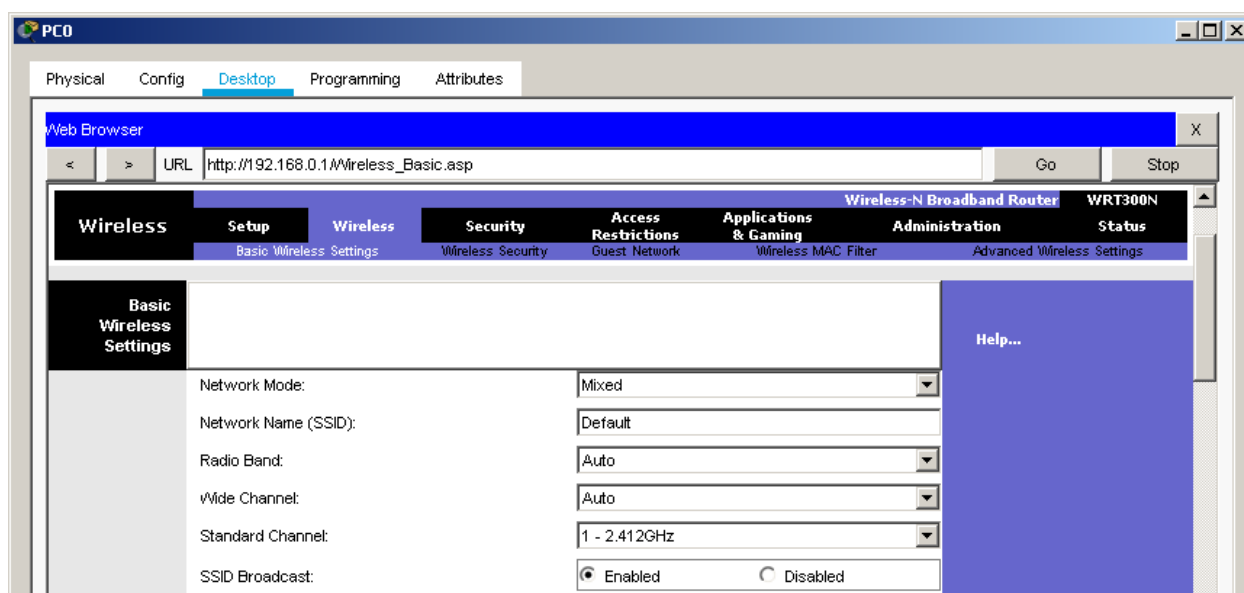 PC0
Physical Config Desktop Programming Attributes
Web Browser X
< > URL http://192.168.0.1/Wireless_Basic.asp Go Stop
Wireless-N Broadband Router WRT300N
Wireless Setup Wireless Security Access Restrictions Applications & Gaming Administration Status
Basic Wireless Settings Wireless Security Guest Network Wireless MAC Filter Advanced Wireless Settings
Basic
Wireless
Settings
Help...
Network Mode: Mixed
Network Name (SSID): Default
Radio Band: Auto
Wide Channel: Auto
Standard Channel: 1 - 2.412GHz
SSID Broadcast: Enabled Disabled